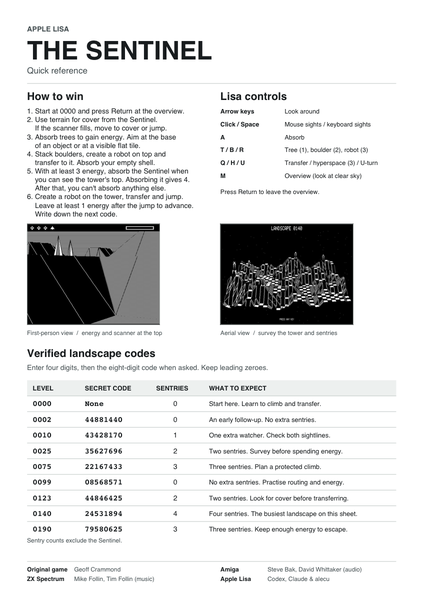 APPLE LISA
THE SENTINEL
Quick reference
How to win
1. Start at 0000 and press Return at the overview.
2. Use terrain for cover from the Sentinel.
If the scanner fills, move to cover or jump.
3. Absorb trees to gain energy. Aim at the base
of an object or at a visible flat tile.
4. Stack boulders, create a robot on top and
transfer to it. Absorb your empty shell.
5. With at least 3 energy, absorb the Sentinel when
you can see the tower's top. Absorbing it gives 4.
After that, you can't absorb anything else.
6. Create a robot on the tower, transfer and jump.
Leave at least 1 energy after the jump to advance.
Write down the next code.
Lisa controls
Arrow keys Look around
Click / Space Mouse sights / keyboard sights
A Absorb
T / B / R Tree (1), boulder (2), robot (3)
Q / H / U Transfer / hyperspace (3) / U-turn
M Overview (look at clear sky)
Press Return to leave the overview.
LANDSCAPE 0140
First-person view / energy and scanner at the top
Aerial view / survey the tower and sentries
Verified landscape codes
Enter four digits, then the eight-digit code when asked. Keep leading zeroes.
LEVEL SECRET CODE SENTRIES WHAT TO EXPECT
0000 None 0 Start here. Learn to climb and transfer.
0002 44881440 0 An early follow-up. No extra sentries.
0010 43428170 1 One extra watcher. Check both sightlines.
0025 35627696 2 Two sentries. Survey before spending energy.
0075 22167433 3 Three sentries. Plan a protected climb.
0099 08568571 0 No extra sentries. Practise routing and energy.
0123 44846425 2 Two sentries. Look for cover before transferring.
0140 24531894 4 Four sentries. The busiest landscape on this sheet.
0190 79580625 3 Three sentries. Keep enough energy to escape.
Sentry counts exclude the Sentinel.
Original game Geoff Crammond
ZX Spectrum Mike Follin, Tim Follin (music)
Amiga Steve Bak, David Whittaker (audio)
Apple Lisa Codex, Claude & alecu